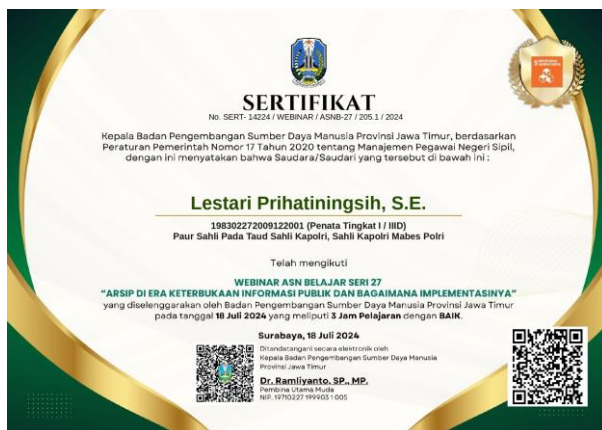 SERTIFIKAT
No. SERT- 14224 / WEBINAR / ASNB-27 / 205.1 / 2024
Kepala Badan Pengembangan Sumber Daya Manusia Provinsi Jawa Timur, berdasarkan
Peraturan Pemerintah Nomor 17 Tahun 2020 tentang Manajemen Pegawai Negeri Sipil,
dengan ini menyatakan bahwa Saudara/Saudari yang tersebut di bawah ini :
Lestari Prihatiningsih, S.E.
198302272009122001 (Penata Tingkat I / IIID)
Paur Sahli Pada Taud Sahli Kapolri, Sahli Kapolri Mabes Polri
Telah mengikuti
WEBINAR ASN BELAJAR SERI 27
"ARSIP DI ERA KETERBUKAAN INFORMASI PUBLIK DAN BAGAIMANA IMPLEMENTASINYA"
yang diselenggarakan oleh Badan Pengembangan Sumber Daya Manusia Provinsi Jawa Timur
pada tanggal 18 Juli 2024 yang meliputi 3 Jam Pelajaran dengan BAIK.
Surabaya, 18 Juli 2024
Ditandatangani secara elektronik oleh
Kepala Badan Pengembangan Sumber Daya Manusia
Provinsi Jawa Timur
Dr. Ramliyanto, SP., MP.
Pembina Utama Muda
NIP. 19710227 199903 1 005